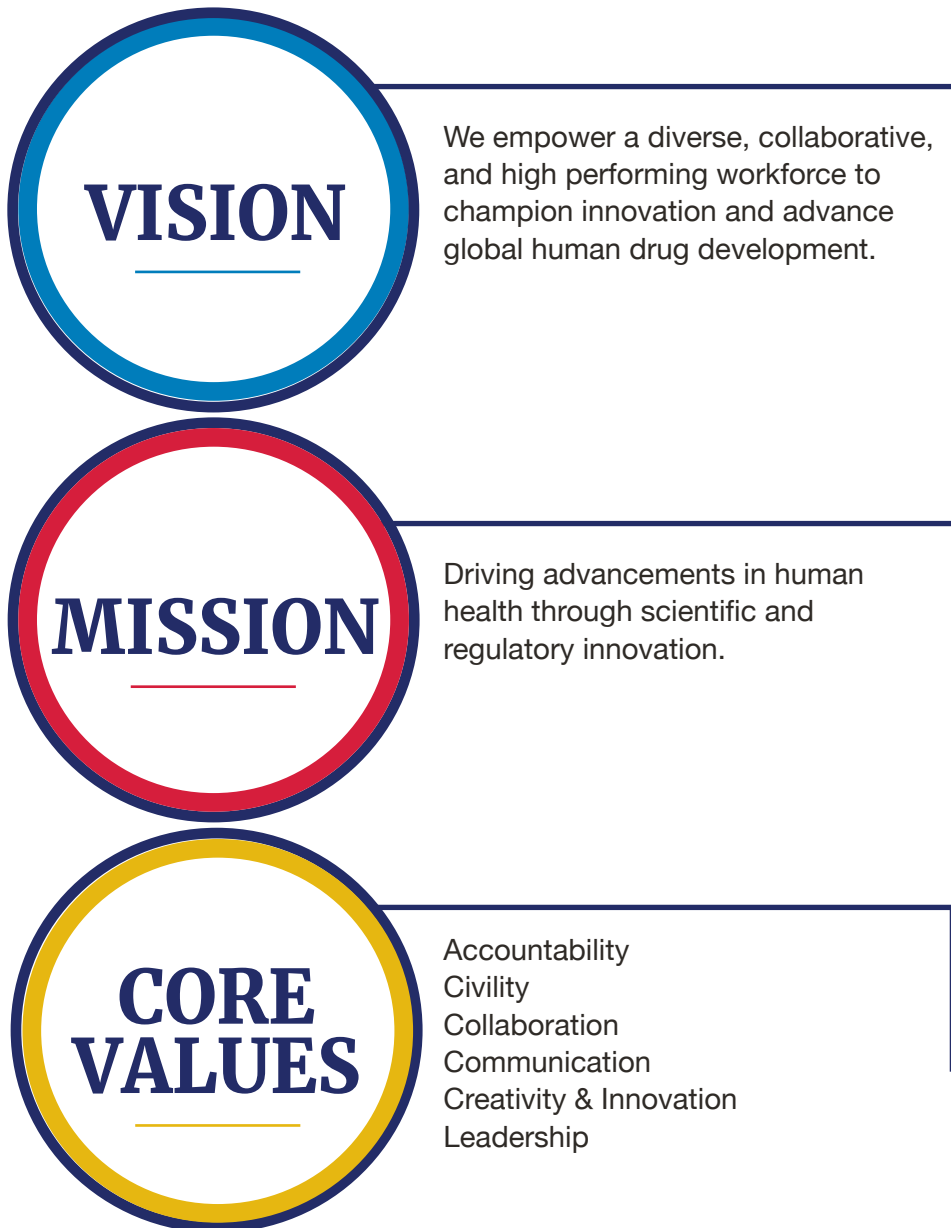 VISION
We empower a diverse, collaborative,
and high performing workforce to
champion innovation and advance
global human drug development.
MISSION
Driving advancements in human
health through scientific and
regulatory innovation.
CORE
VALUES
Accountability
Civility
Collaboration
Communication
Creativity & Innovation
Leadership